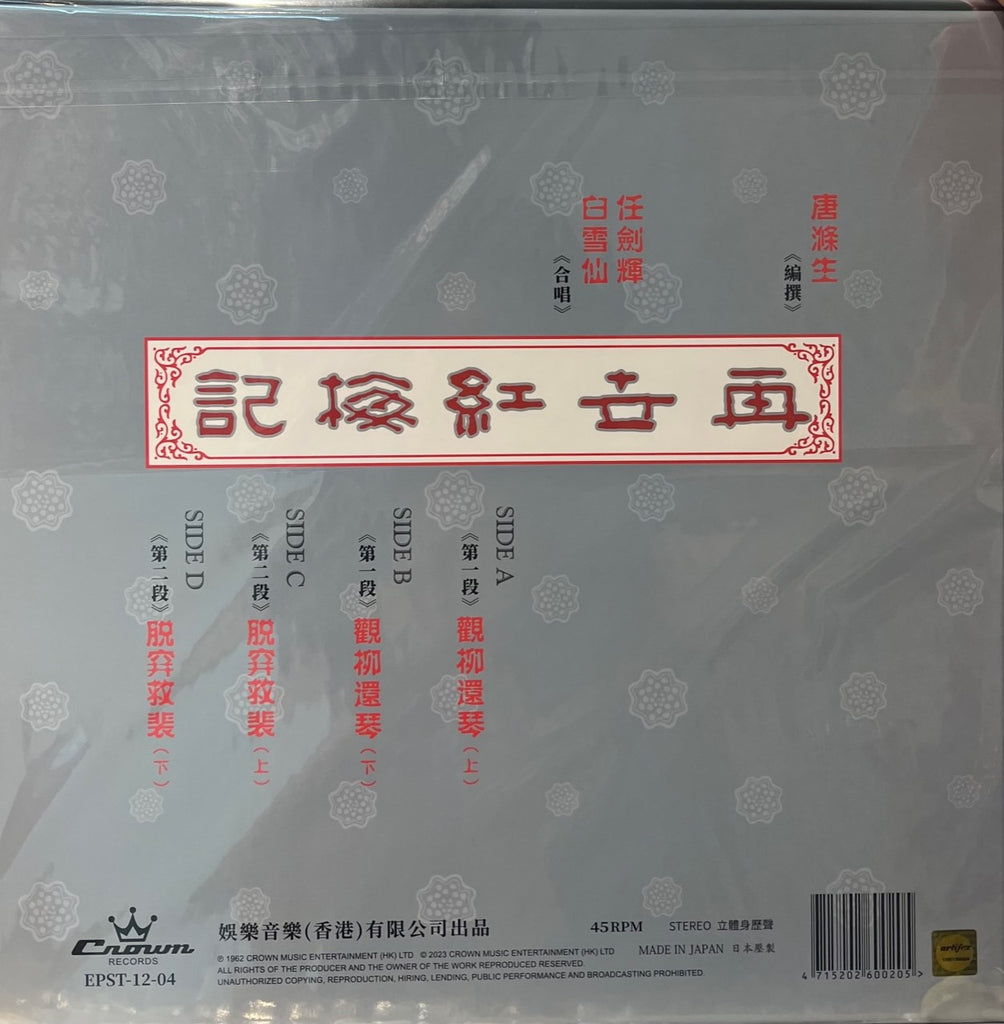 唐滌生
《編撰》
任劍輝
白雪仙
《合唱》
再世紅梅記
SIDE A
《第一段》觀柳還琴(上)
SIDE B
《第一段》觀柳還琴(下)
SIDE C
《第二段》脫穽救裴(上)
SIDE D
《第二段》脫穽救裴(下)
Crown
RECORDS
EPST-12-04
娛樂音樂(香港)有限公司出品
℗ 1962 CROWN MUSIC ENTERTAINMENT (HK) LTD © 2023 CROWN MUSIC ENTERTAINMENT (HK) LTD
ALL RIGHTS OF THE PRODUCER AND THE OWNER OF THE WORK REPRODUCED RESERVED.
UNAUTHORIZED COPYING, REPRODUCTION, HIRING, LENDING, PUBLIC PERFORMANCE AND BROADCASTING PROHIBITED.
45RPM STEREO 立體身歷聲
MADE IN JAPAN 日本壓製
4 715202 600205 >
artifex